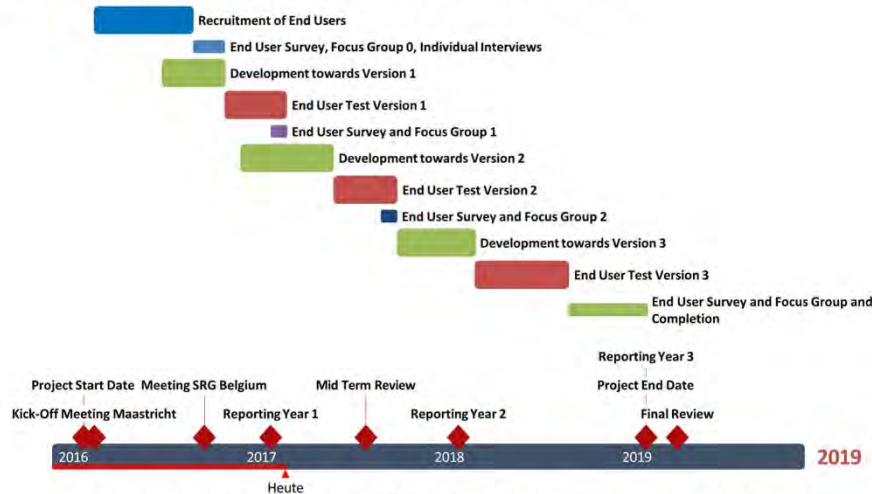 Recruitment of End Users
End User Survey, Focus Group 0, Individual Interviews
Development towards Version 1
End User Test Version 1
End User Survey and Focus Group 1
Development towards Version 2
End User Test Version 2
End User Survey and Focus Group 2
Development towards Version 3
End User Test Version 3
End User Survey and Focus Group and
Completion
Reporting Year 3
Project Start Date
Meeting SRG Belgium
Mid Term Review
Project End Date
Kick-Off Meeting Maastricht
Reporting Year 1
Reporting Year 2
Final Review
2016
2017
2018
2019
2019
Heute